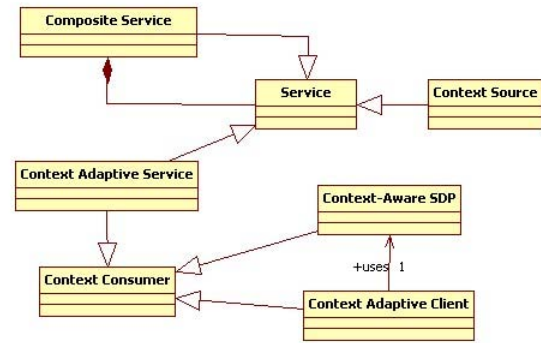 Composite Service
Service
Context Source
Context Adaptive Service
Context-Aware SDP
+uses 1
Context Consumer
Context Adaptive Client